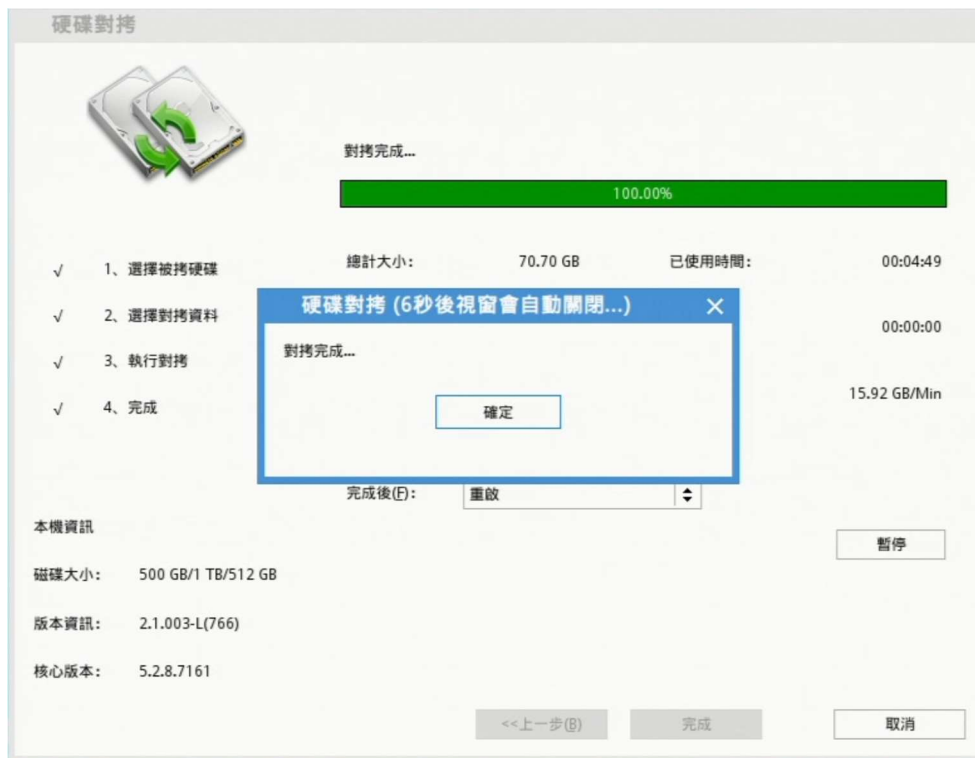 硬碟對拷
對拷完成...
100.00%
總計大小: 70.70 GB 已使用時間: 00:04:49
√ 1、選擇被拷硬碟
√ 2、選擇對拷資料
√ 3、執行對拷
√ 4、完成
00:00:00
15.92 GB/Min
硬碟對拷 (6秒後視窗會自動關閉...)
對拷完成...
確定
完成後(F): 重啟
暫停
本機資訊
磁碟大小: 500 GB/1 TB/512 GB
版本資訊: 2.1.003-L(766)
核心版本: 5.2.8.7161
<<上一步(B) 完成 取消